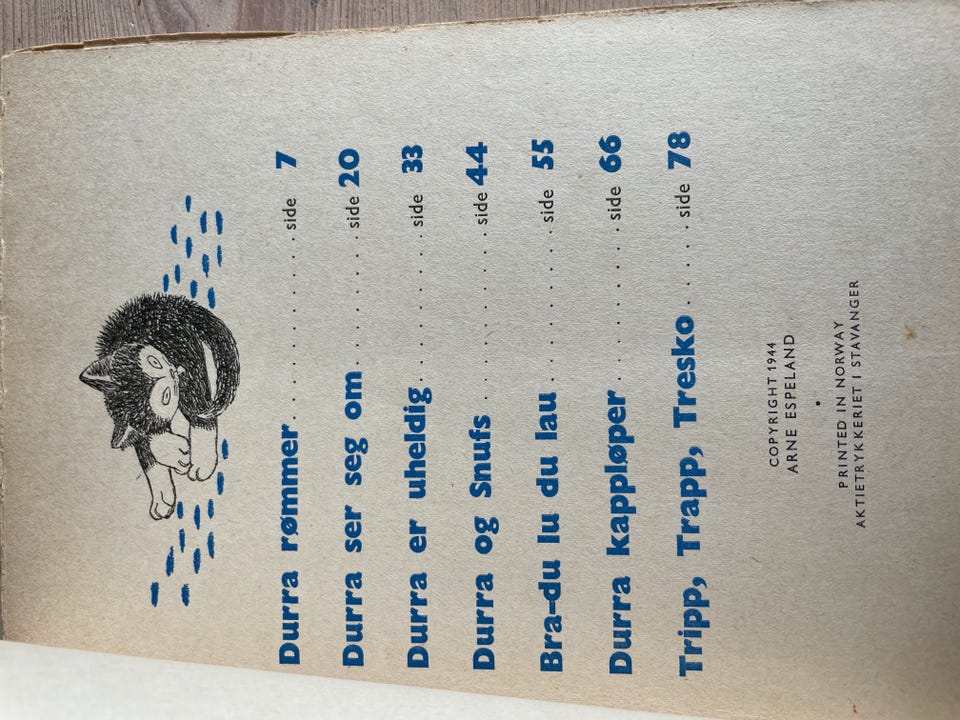 Durra rømmer . . . . . . . . . . . side 7
Durra ser seg om . . . . . . . . side 20
Durra er uheldig . . . . . . . . . side 33
Durra og Snufs . . . . . . . . . . side 44
Bra-du lu du lau . . . . . . . . . side 55
Durra kappløper . . . . . . . . . side 66
Tripp, Trapp, Tresko . . . . . side 78
COPYRIGHT 1944
ARNE ESPELAND
•
PRINTED IN NORWAY
AKTIETRYKKERIET I STAVANGER